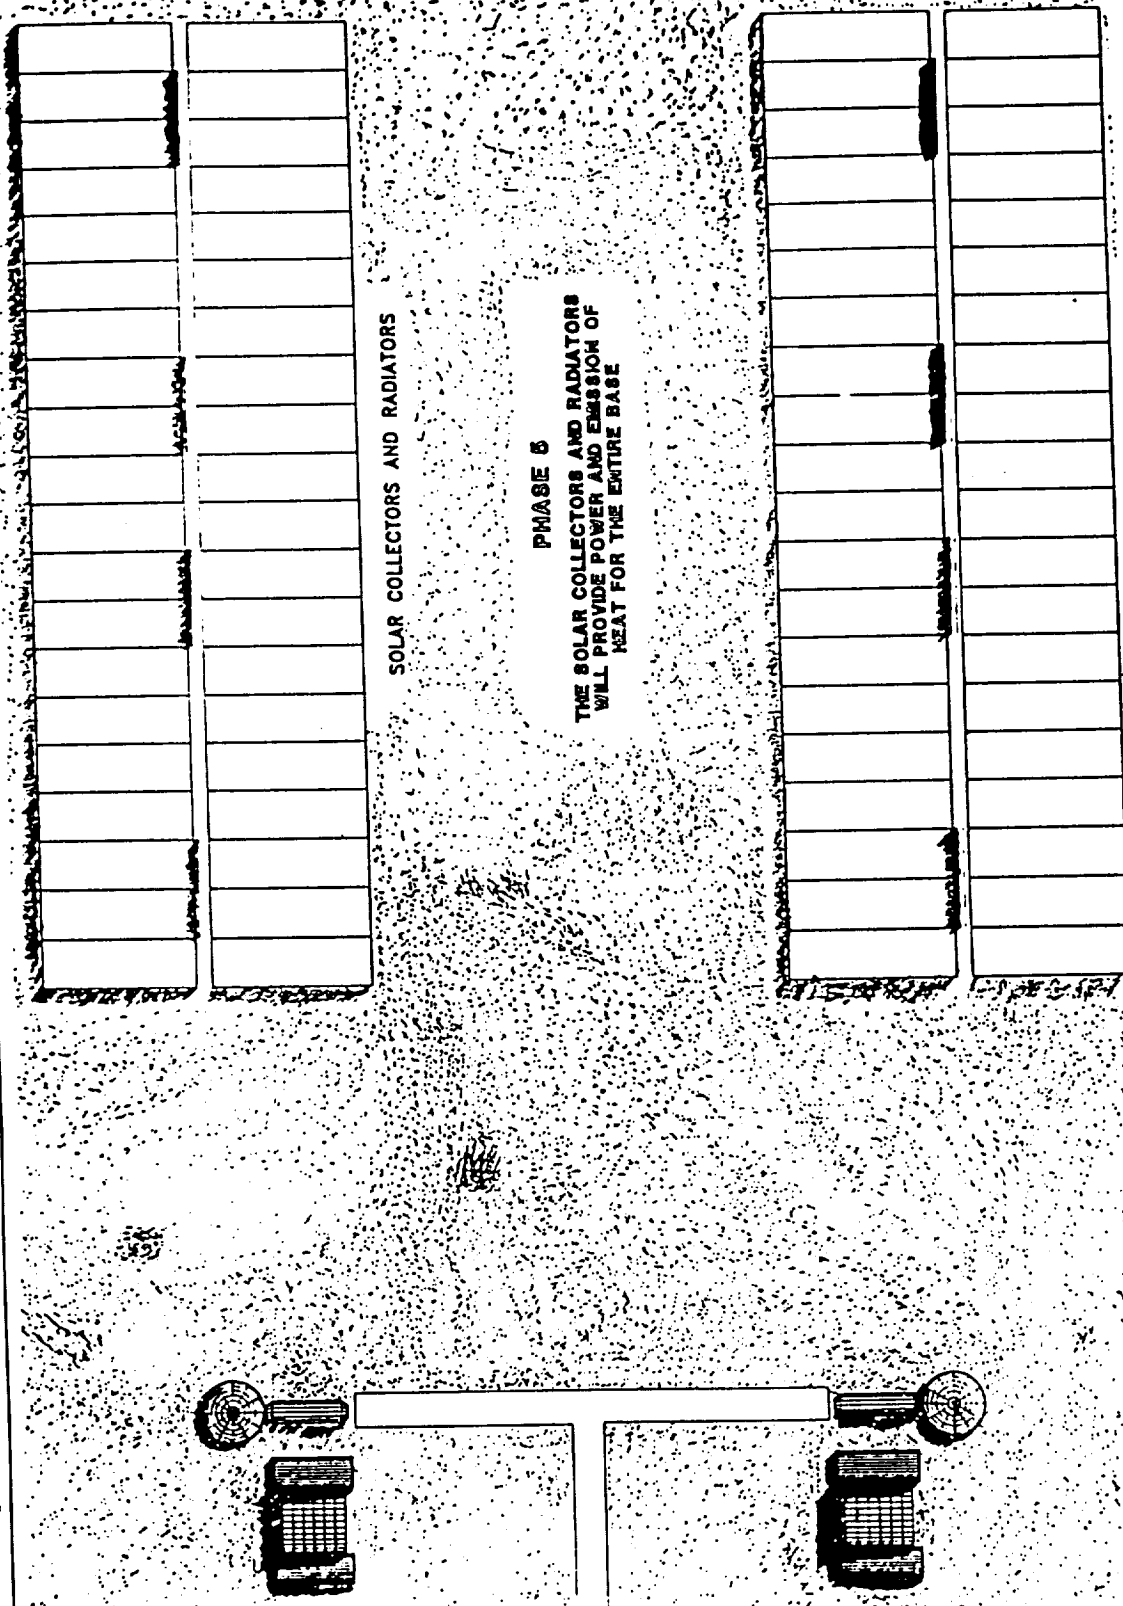 SOLAR COLLECTORS AND RADIATORS
PHASE 5
THE SOLAR COLLECTORS AND RADIATORS
WILL PROVIDE POWER AND EMISSION OF
HEAT FOR THE ENTIRE BASE